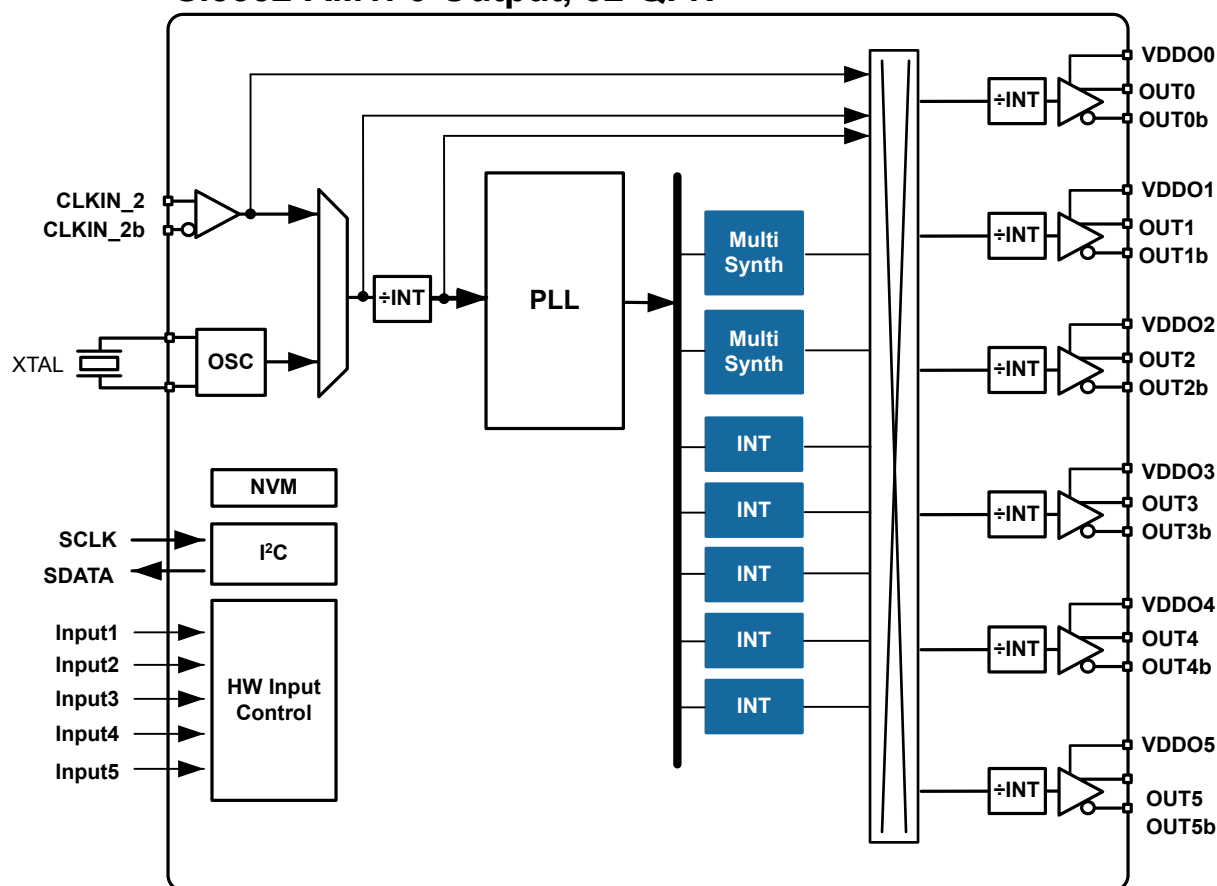 VDDO0
÷INT
OUT0
OUT0b
CLKIN_2
CLKIN_2b
VDDO1
÷INT
OUT1
OUT1b
Multi
Synth
÷INT
PLL
XTAL
OSC
Multi
Synth
VDDO2
÷INT
OUT2
OUT2b
INT
NVM
INT
VDDO3
÷INT
OUT3
OUT3b
SCLK
SDATA
I²C
INT
Input1
Input2
Input3
Input4
Input5
HW Input
Control
INT
INT
VDDO4
÷INT
OUT4
OUT4b
VDDO5
÷INT
OUT5
OUT5b